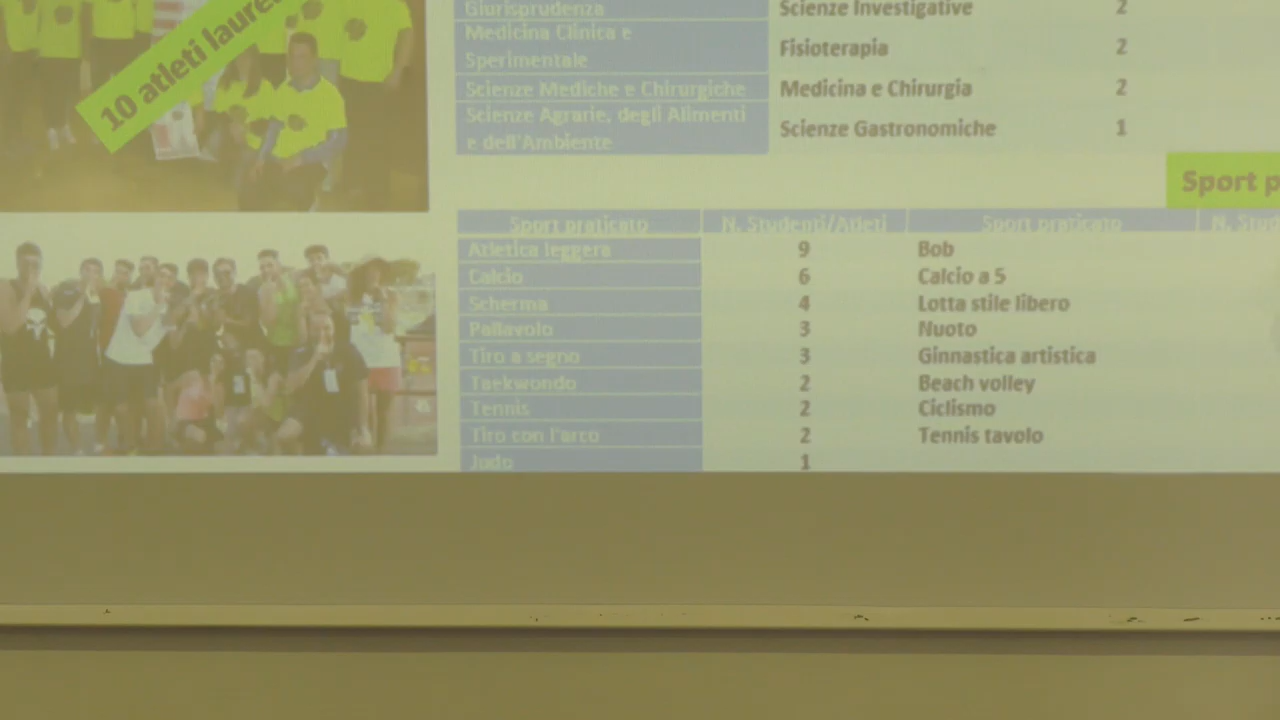 10 atleti
Giurisprudenza Scienze Investigative 2
Medicina Clinica e
Sperimentale Fisioterapia 2
Scienze Mediche e Chirurgiche Medicina e Chirurgia 2
Scienze Agrarie, degli Alimenti
e dell'Ambiente Scienze Gastronomiche 1
Sport
Sport praticato N. Studenti/Atleti Sport praticato N.
Atletica leggera 9 Bob
Calcio 6 Calcio a 5
Scherma 4 Lotta stile libero
Pallavolo 3 Nuoto
Tiro a segno 3 Ginnastica artistica
Taekwondo 2 Beach volley
Tennis 2 Ciclismo
Tiro con l'arco 2 Tennis tavolo
Judo 1